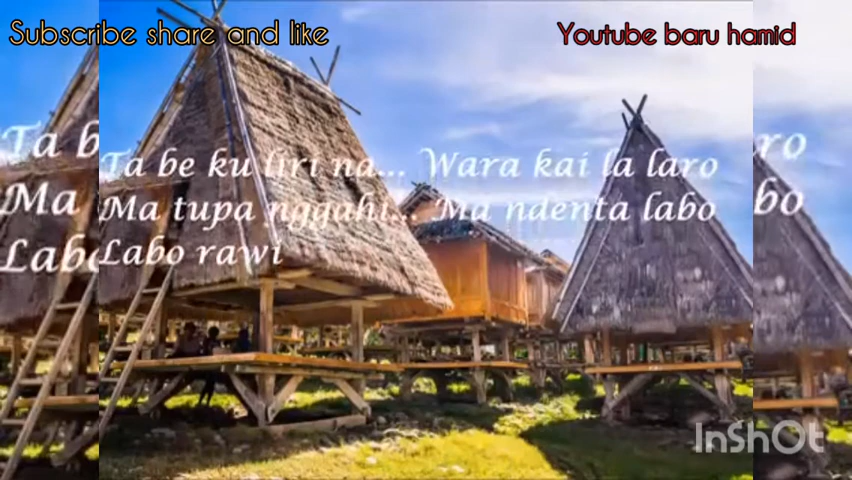 Subscribe share and like
Youtube baru hamid
Ta be ku liri na... Wara kai la laro
Ma tupa nggahi... Ma ndenta labo
Labo rawi
InShOt